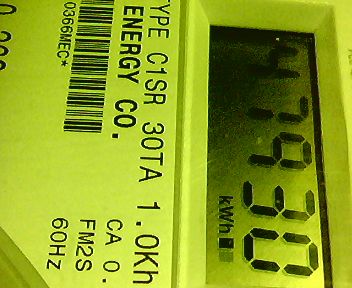 47930
kWh
TYPE C1SR 30TA 1.0Kh
ENERGY CO.
CA 0.
FM2S
60HZ
0366MEC*